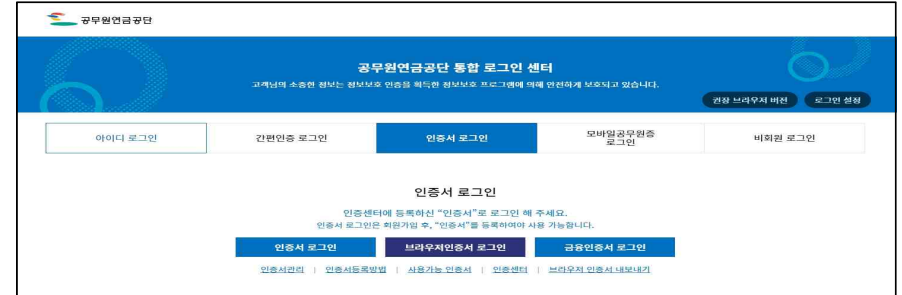 공무원연금공단
공무원연금공단 통합 로그인 센터
고객님의 소중한 정보는 정보보호 인증을 획득한 정보보호 프로그램에 의해 안전하게 보호되고 있습니다.
권장 브라우저 버전 로그인 설정
아이디 로그인 간편인증 로그인 인증서 로그인 모바일공무원증 비회원 로그인
로그인
인증서 로그인
인증센터에 등록하신 “인증서”로 로그인 해 주세요.
인증서 로그인은 회원가입 후, “인증서”를 등록하여야 사용 가능합니다.
인증서 로그인 브라우저인증서 로그인 금융인증서 로그인
인증서관리 | 인증서등록방법 | 사용가능 인증서 | 인증센터 | 브라우저 인증서 내보내기